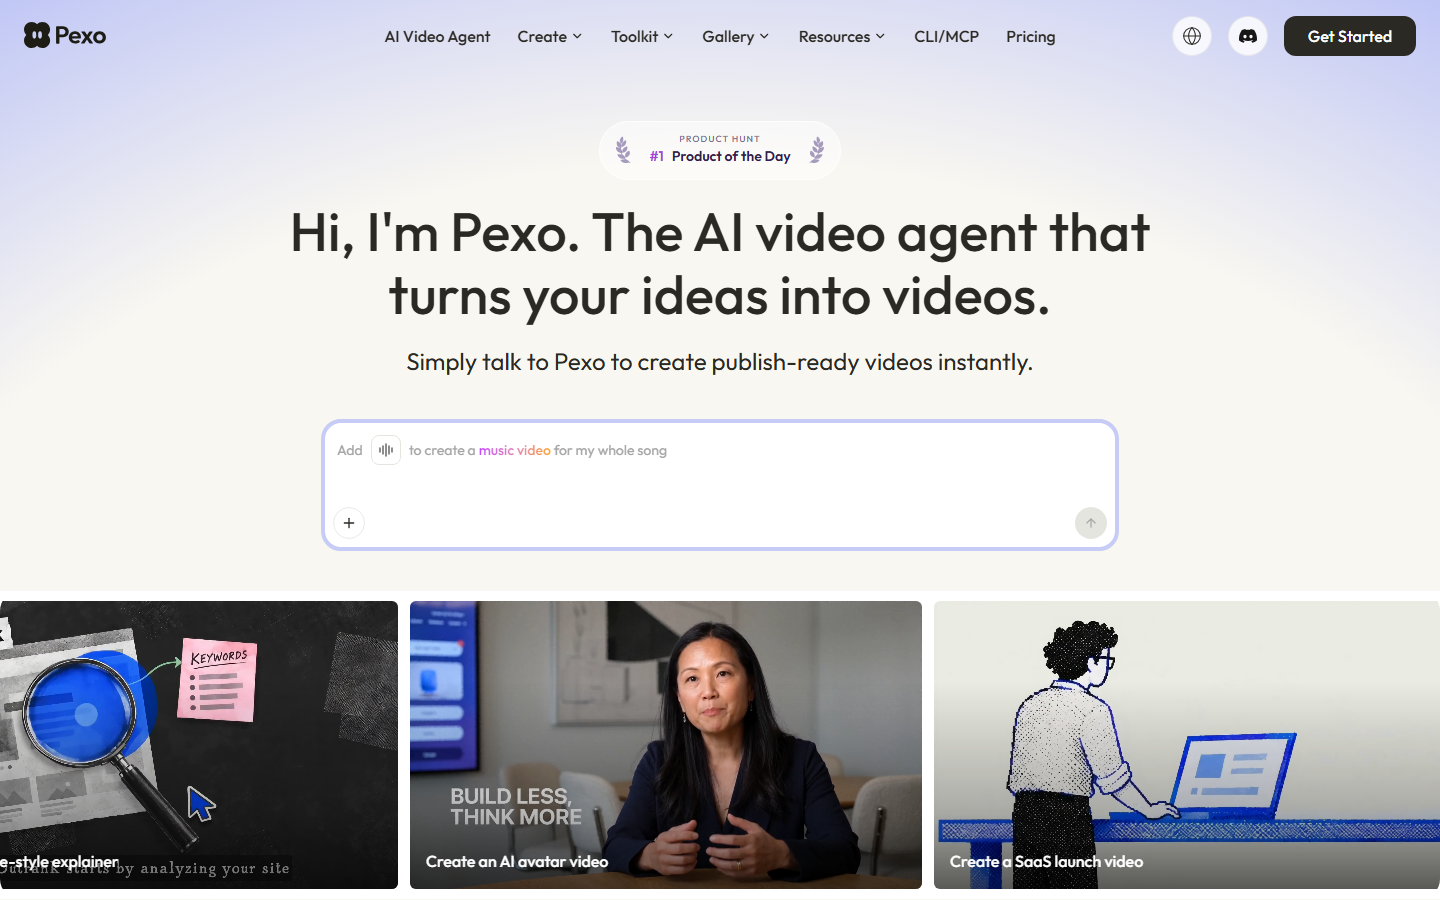 Pexo
AI Video Agent
Create
Toolkit
Gallery
Resources
CLI/MCP
Pricing
Get Started
PRODUCT HUNT
#1 Product of the Day
Hi, I'm Pexo. The AI video agent that
turns your ideas into videos.
Simply talk to Pexo to create publish-ready videos instantly.
Add to create a music video for my whole song
KEYWORDS
e-style explainer
Outrank starts by analyzing your site
BUILD LESS,
THINK MORE
Create an AI avatar video
Create a SaaS launch video